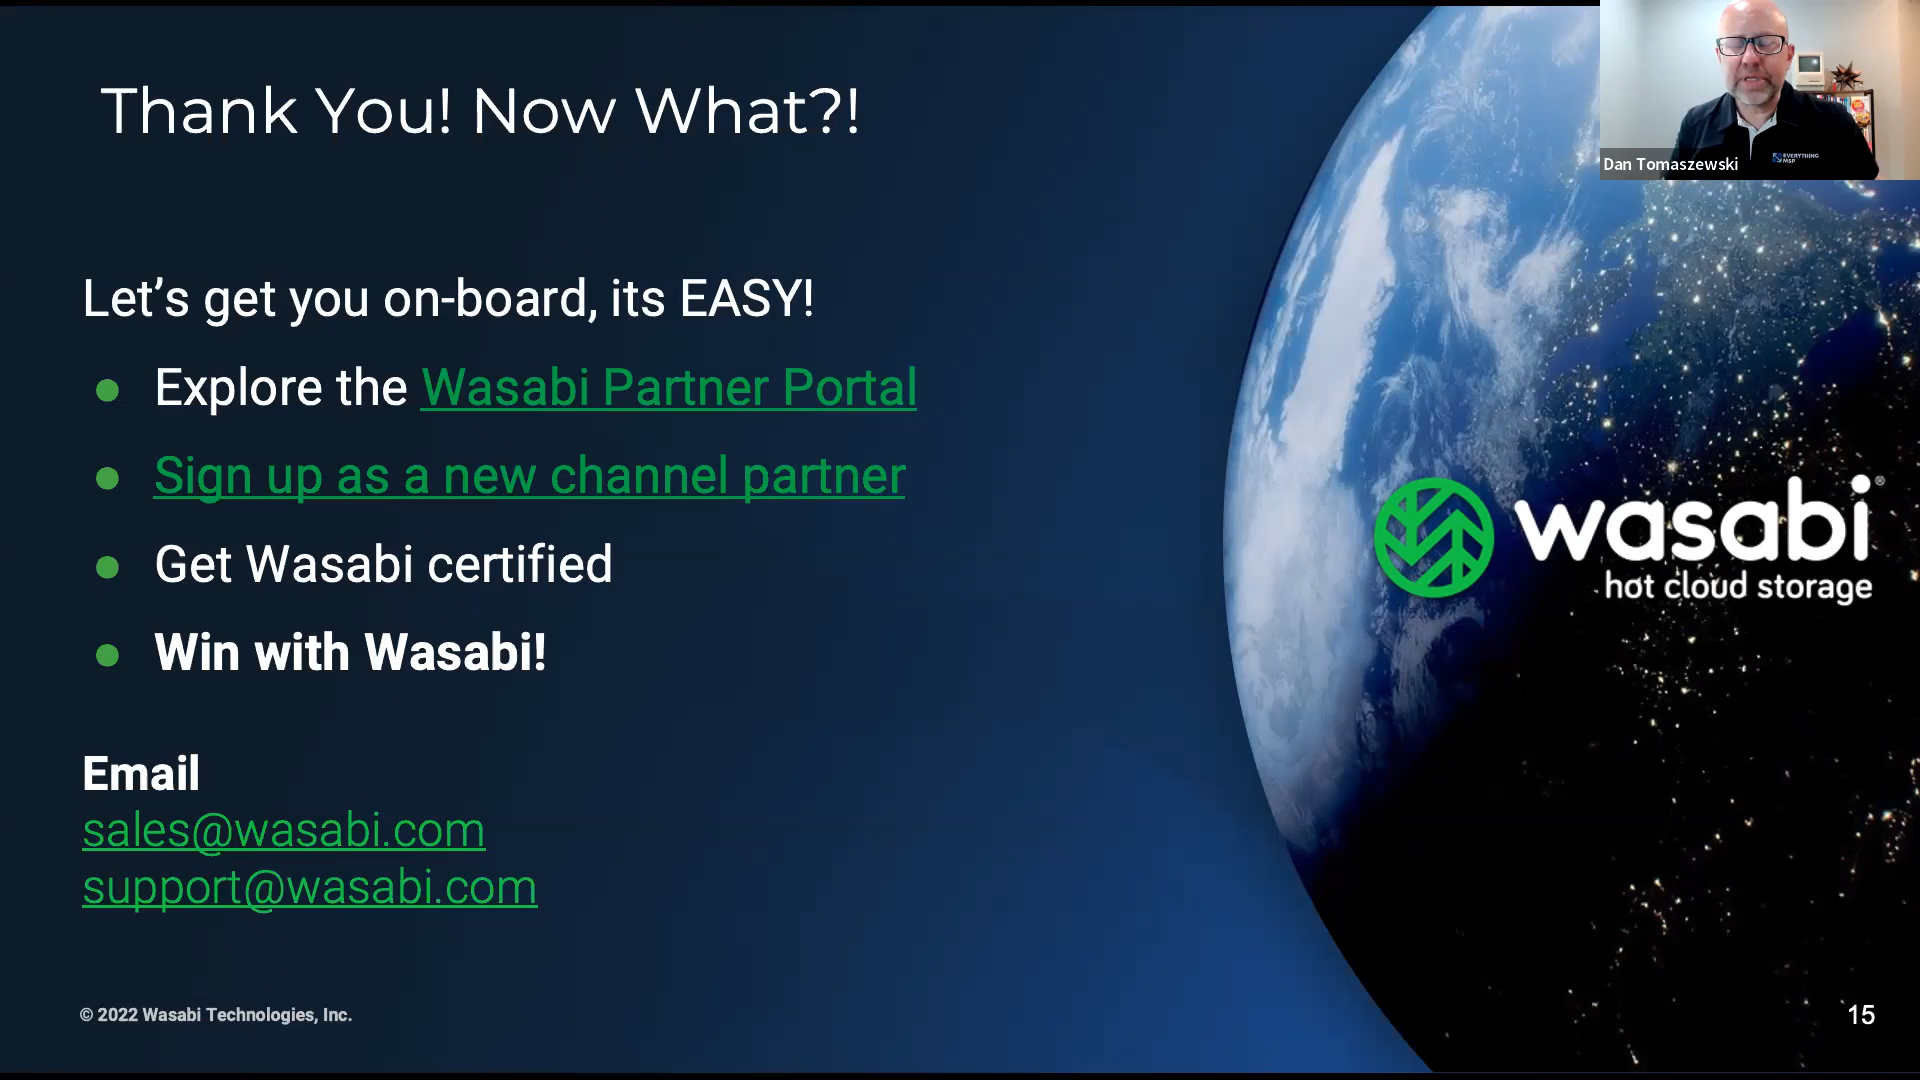 Thank You! Now What?!
Dan Tomaszewski
EVERYTHING
MSP
Let’s get you on-board, its EASY!
● Explore the Wasabi Partner Portal
● Sign up as a new channel partner
● Get Wasabi certified
● Win with Wasabi!
wasabi®
hot cloud storage
Email
sales@wasabi.com
support@wasabi.com
© 2022 Wasabi Technologies, Inc.
15